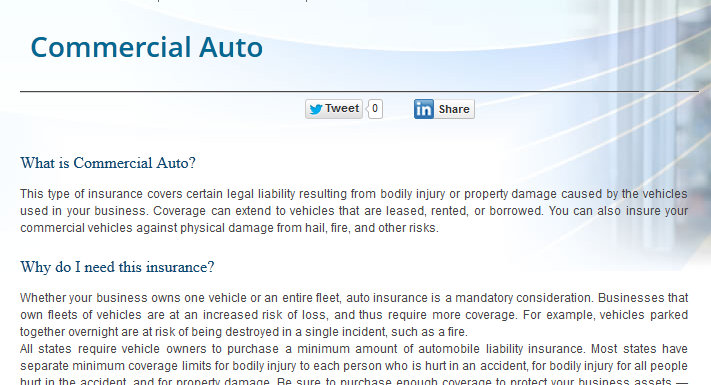 Commercial Auto
Tweet 0 Share
What is Commercial Auto?
This type of insurance covers certain legal liability resulting from bodily injury or property damage caused by the vehicles
used in your business. Coverage can extend to vehicles that are leased, rented, or borrowed. You can also insure your
commercial vehicles against physical damage from hail, fire, and other risks.
Why do I need this insurance?
Whether your business owns one vehicle or an entire fleet, auto insurance is a mandatory consideration. Businesses that
own fleets of vehicles are at an increased risk of loss, and thus require more coverage. For example, vehicles parked
together overnight are at risk of being destroyed in a single incident, such as a fire.
All states require vehicle owners to purchase a minimum amount of automobile liability insurance. Most states have
separate minimum coverage limits for bodily injury to each person who is hurt in an accident, for bodily injury for all people
hurt in the accident, and for property damage. Be sure to purchase enough coverage to protect your business assets —